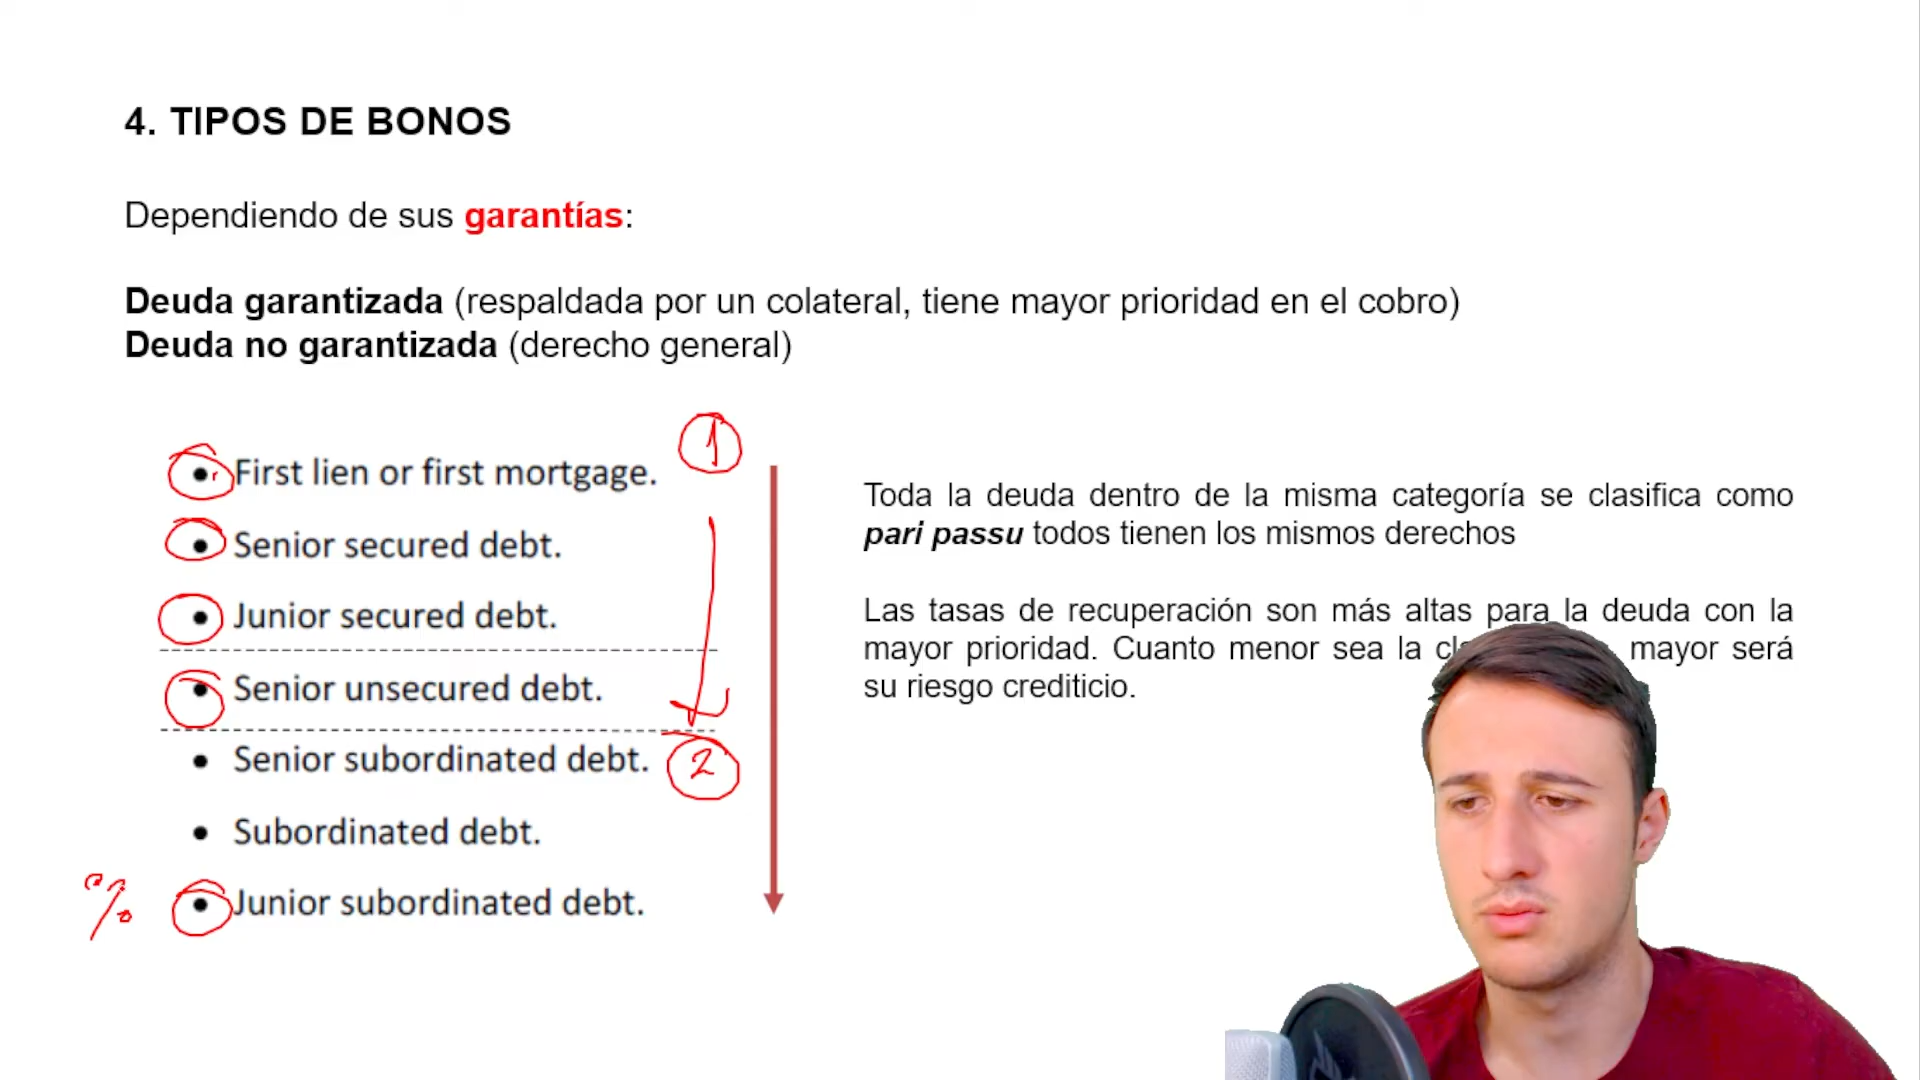 4. TIPOS DE BONOS
Dependiendo de sus garantías:
Deuda garantizada (respaldada por un colateral, tiene mayor prioridad en el cobro)
Deuda no garantizada (derecho general)
• First lien or first mortgage.
1
• Senior secured debt.
• Junior secured debt.
• Senior unsecured debt.
• Senior subordinated debt.
2
• Subordinated debt.
%
• Junior subordinated debt.
Toda la deuda dentro de la misma categoría se clasifica como
pari passu todos tienen los mismos derechos
Las tasas de recuperación son más altas para la deuda con la
mayor prioridad. Cuanto menor sea la mayor será
su riesgo crediticio.